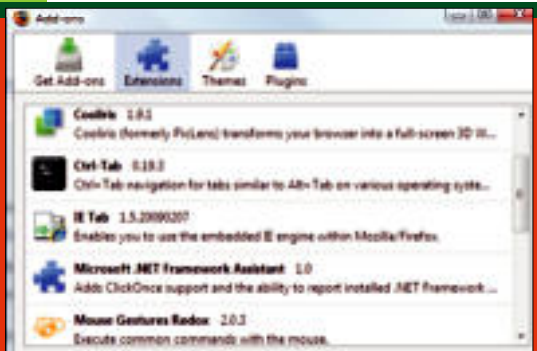 Add-ons
Get Add-ons Extensions Themes Plugins
Cooliris 1.9.1
Cooliris (formerly PicLens) transforms your browser into a full-screen 3D W...
Ctrl-Tab 0.19.3
Ctrl+Tab navigation for tabs similar to Alt+Tab on various operating syste...
IE Tab 1.5.20090207
Enables you to use the embedded IE engine within Mozilla/Firefox.
Microsoft .NET Framework Assistant 1.0
Adds ClickOnce support and the ability to report installed .NET framework ...
Mouse Gestures Redox 2.0.3
Execute common commands with the mouse.